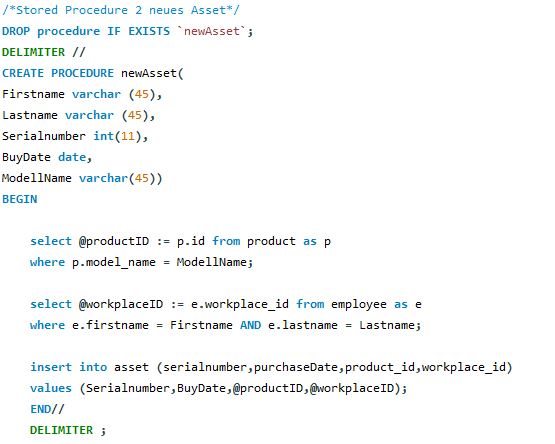 /*Stored Procedure 2 neues Asset*/
DROP procedure IF EXISTS `newAsset`;
DELIMITER //
CREATE PROCEDURE newAsset(
Firstname varchar (45),
Lastname varchar (45),
Serialnumber int(11),
BuyDate date,
ModellName varchar(45))
BEGIN
select @productID := p.id from product as p
where p.model_name = ModellName;
select @workplaceID := e.workplace_id from employee as e
where e.firstname = Firstname AND e.lastname = Lastname;
insert into asset (serialnumber,purchaseDate,product_id,workplace_id)
values (Serialnumber,BuyDate,@productID,@workplaceID);
END//
DELIMITER ;